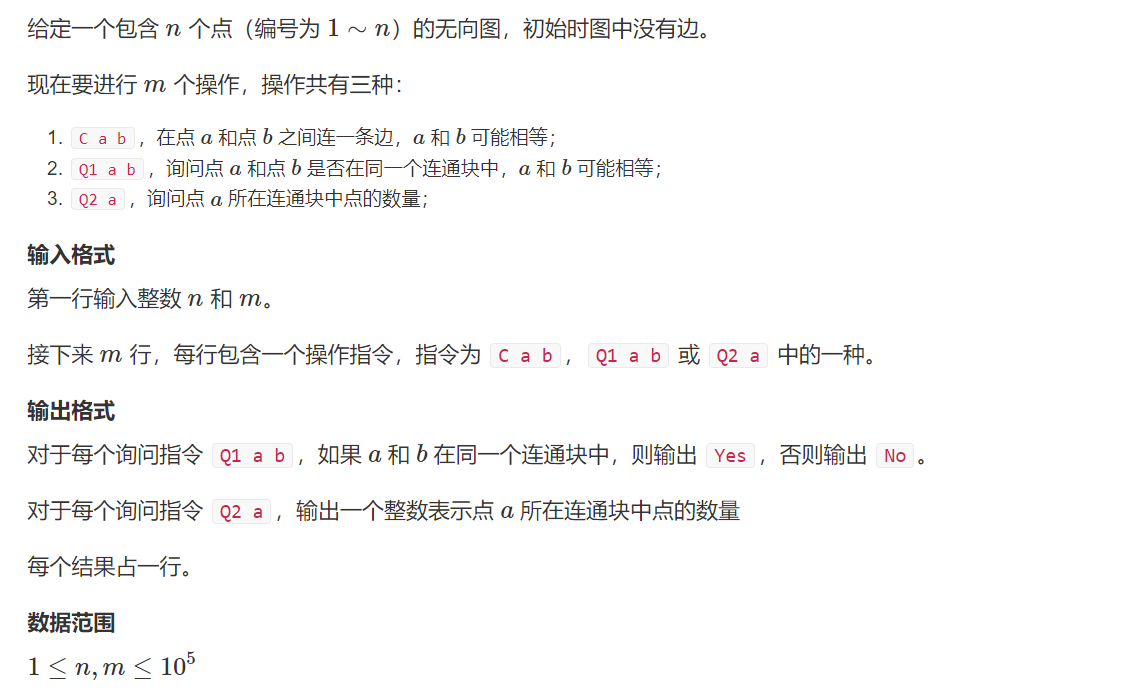 给定一个包含 n 个点（编号为 1 ∼ n）的无向图，初始时图中没有边。
现在要进行 m 个操作，操作共有三种：
1. C a b，在点 a 和点 b 之间连一条边，a 和 b 可能相等；
2. Q1 a b，询问点 a 和点 b 是否在同一个连通块中，a 和 b 可能相等；
3. Q2 a，询问点 a 所在连通块中点的数量；
输入格式
第一行输入整数 n 和 m。
接下来 m 行，每行包含一个操作指令，指令为 C a b，Q1 a b 或 Q2 a 中的一种。
输出格式
对于每个询问指令 Q1 a b，如果 a 和 b 在同一个连通块中，则输出 Yes，否则输出 No。
对于每个询问指令 Q2 a，输出一个整数表示点 a 所在连通块中点的数量
每个结果占一行。
数据范围
1 ≤ n, m ≤ 10⁵